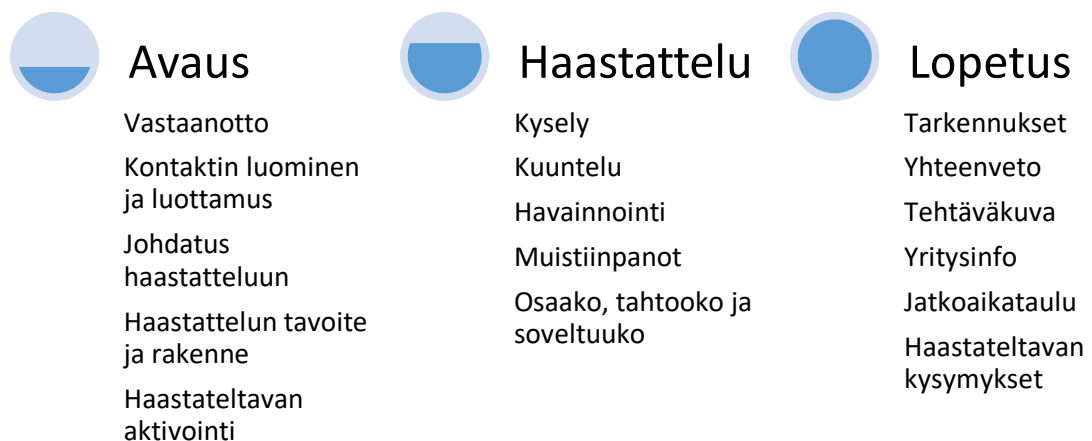 Avaus
Vastaanotto
Kontaktin luominen
ja luottamus
Johdatus
haastatteluun
Haastattelun tavoite
ja rakenne
Haastateltavan
aktivointi
Haastattelu
Kysely
Kuuntelu
Havainnointi
Muistiinpanot
Osaako, tahtooko ja
soveltuuko
Lopetus
Tarkennukset
Yhteenveto
Tehtäväkuva
Yritysinfo
Jatkoaikataulu
Haastateltavan
kysymykset